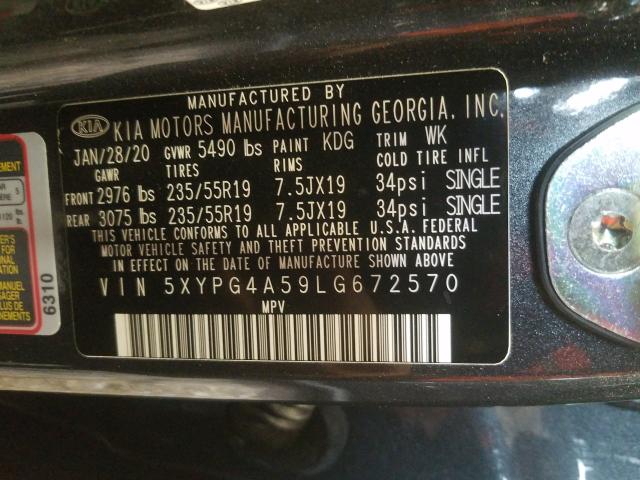 MANUFACTURED BY
KIA KIA MOTORS MANUFACTURING GEORGIA, INC.
JAN/28/20 GVWR 5490 lbs PAINT KDG TRIM WK
GAWR TIRES RIMS COLD TIRE INFL
FRONT 2976 lbs 235/55R19 7.5JX19 34psi SINGLE
REAR 3075 lbs 235/55R19 7.5JX19 34psi SINGLE
THIS VEHICLE CONFORMS TO ALL APPLICABLE U.S.A. FEDERAL
MOTOR VEHICLE SAFETY AND THEFT PREVENTION STANDARDS
IN EFFECT ON THE DATE OF MANUFACTURE SHOWN ABOVE
VIN 5XYPG4A59LG672570
MPV
6310